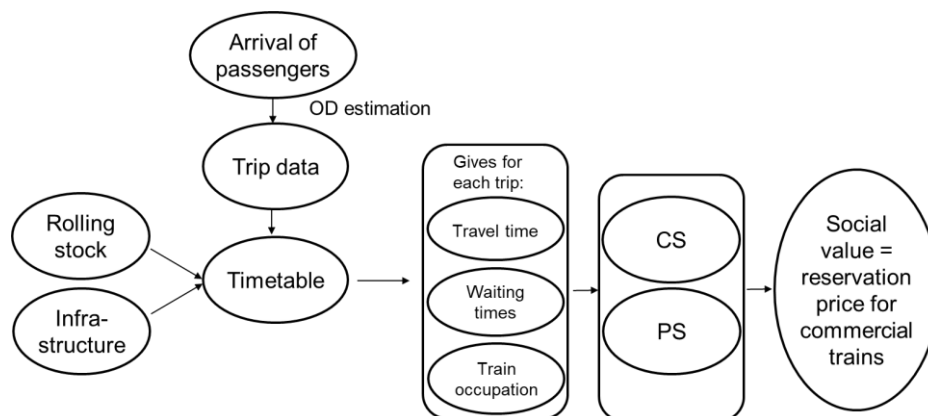 Arrival of
passengers
OD estimation
Trip data
Rolling
stock
Infra-
structure
Timetable
Gives for
each trip:
Travel time
Waiting
times
Train
occupation
CS
PS
Social
value =
reservation
price for
commercial
trains